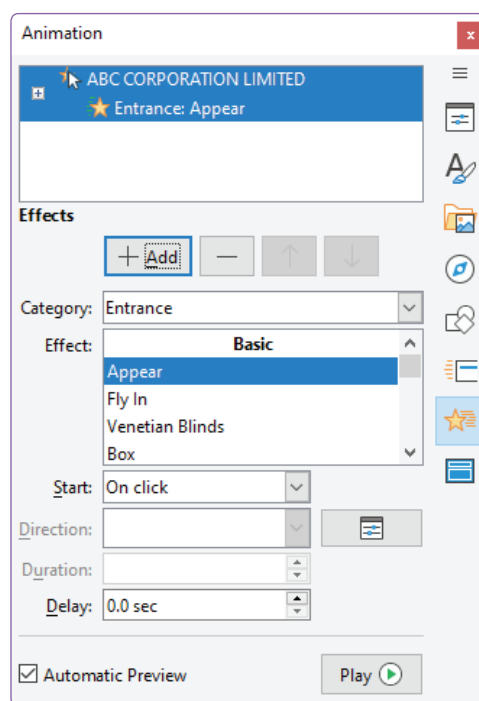 Animation
x
ABC CORPORATION LIMITED
Entrance: Appear
Effects
Add
Category: Entrance
Effect: Basic
Appear
Fly In
Venetian Blinds
Box
Start: On click
Direction:
Duration:
Delay: 0.0 sec
Automatic Preview Play